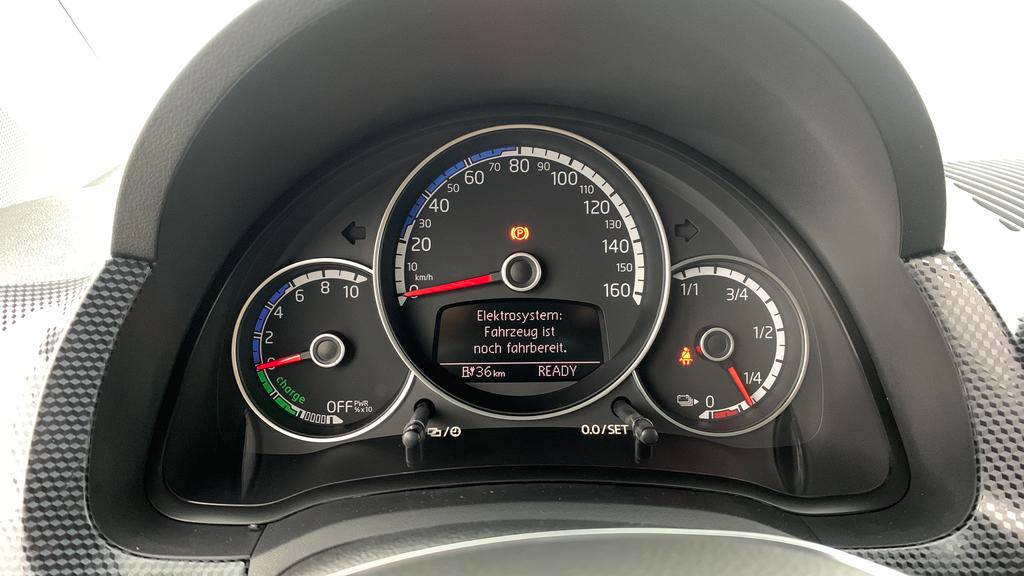 0
10
20
30
40
50
60
70
80
90
100
110
120
130
140
150
160
km/h
P
Elektrosystem:
Fahrzeug ist
noch fahrbereit.
36 km READY
0
2
4
6
8
10
charge
OFF PWR
%x10
1/1
3/4
1/2
1/4
0
0.0/SET